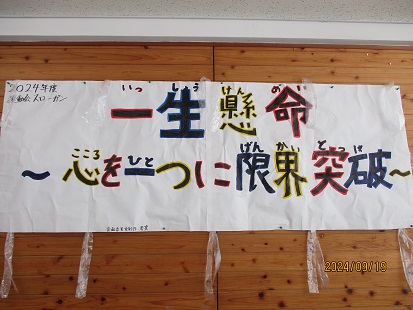 2024年度
運動会スローガン
いっしょうけんめい
一生懸命
こころ ひと げんかいとっぱ
～心を一つに限界突破～
2024/09/19